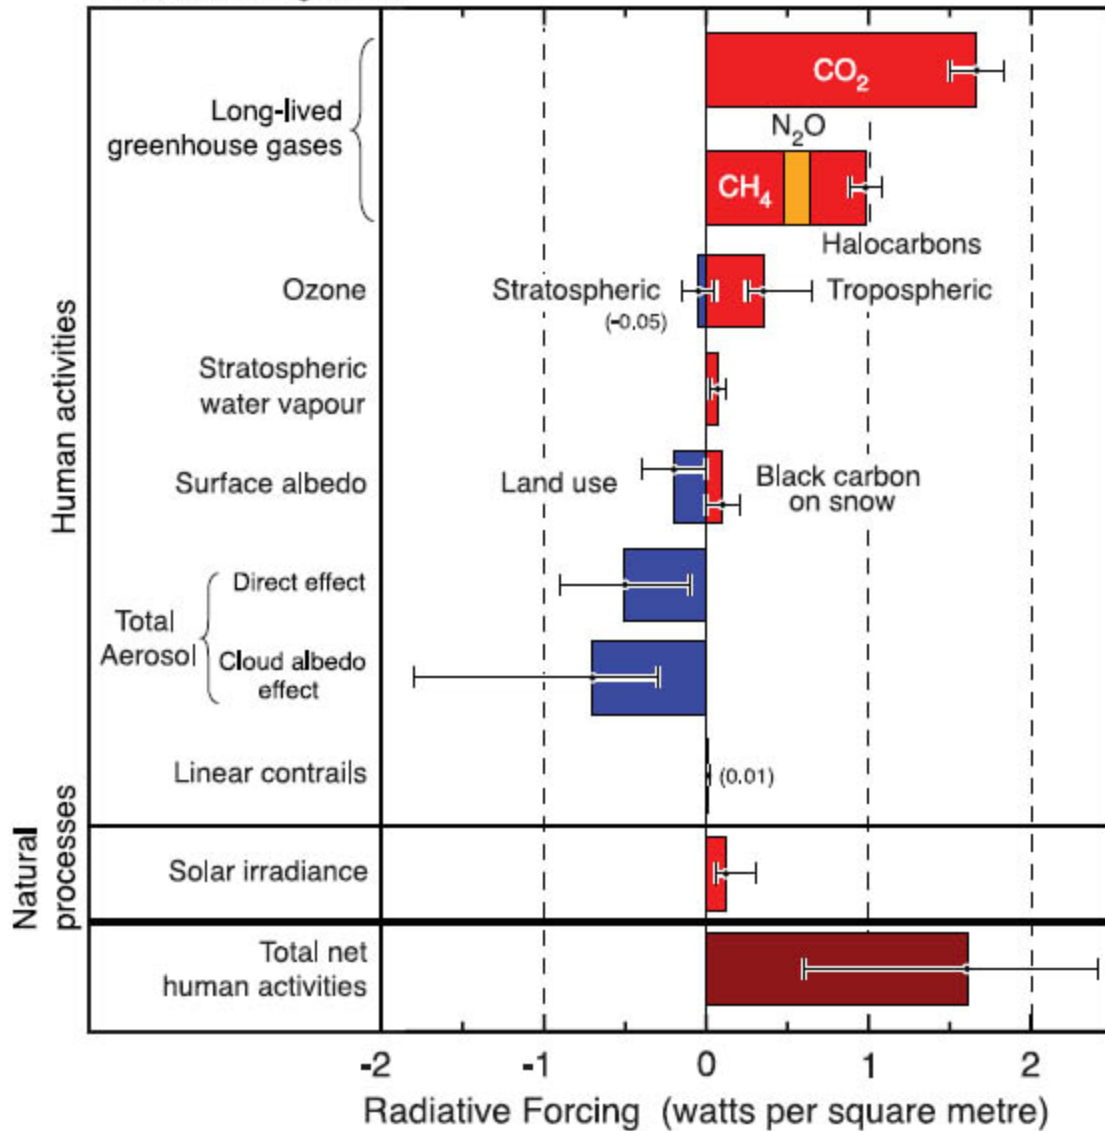 CO2
Long-lived
greenhouse gases
N2O
CH4
Halocarbons
Ozone
Stratospheric
(-0.05)
Tropospheric
Stratospheric
water vapour
Human activities
Surface albedo
Land use
Black carbon
on snow
Direct effect
Total
Aerosol
Cloud albedo
effect
Linear contrails
(0.01)
Natural
processes
Solar irradiance
Total net
human activities
-2 -1 0 1 2
Radiative Forcing (watts per square metre)